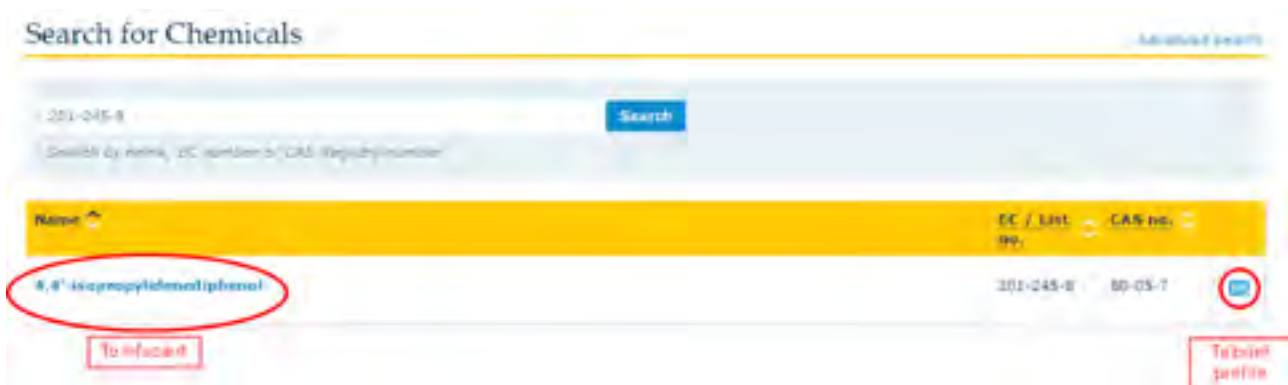 Search for Chemicals
Advanced search
201-245-8
Search
Search by name, EC number or CAS Registry number
Name
EC / List no.
CAS no.
4,4'-isopropylidenediphenol
201-245-8
80-05-7
To infocard
To brief
profile